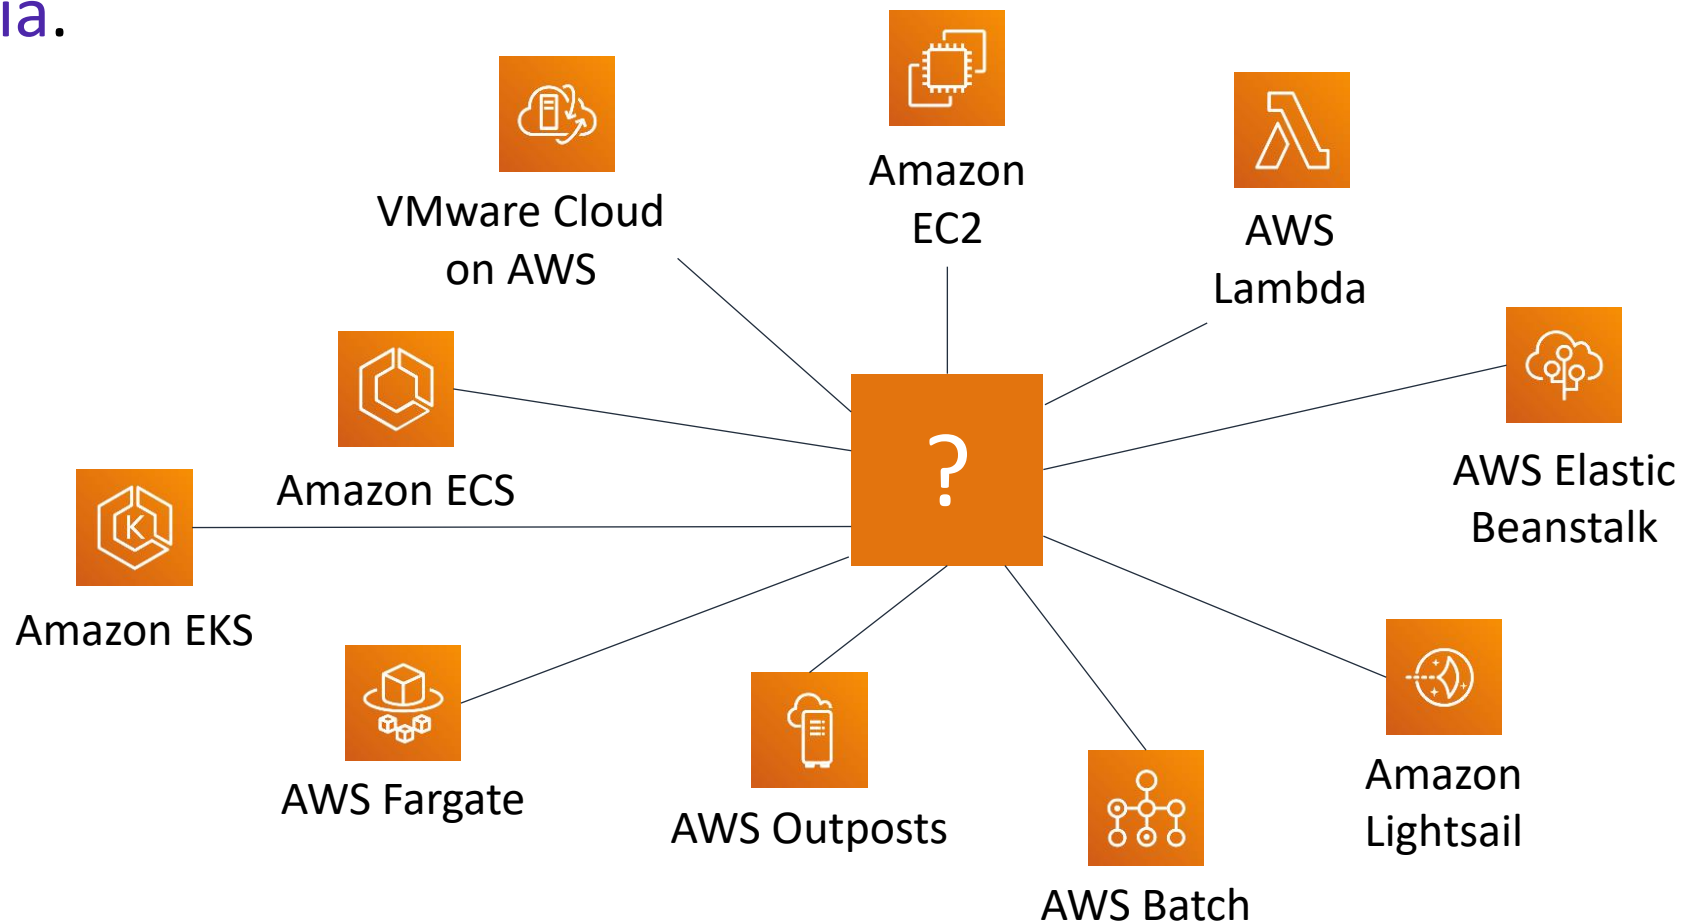 ia.
Amazon
EC2
VMware Cloud
on AWS
AWS
Lambda
?
Amazon ECS
AWS Elastic
Beanstalk
K
Amazon EKS
AWS Fargate
AWS Outposts
Amazon
Lightsail
AWS Batch